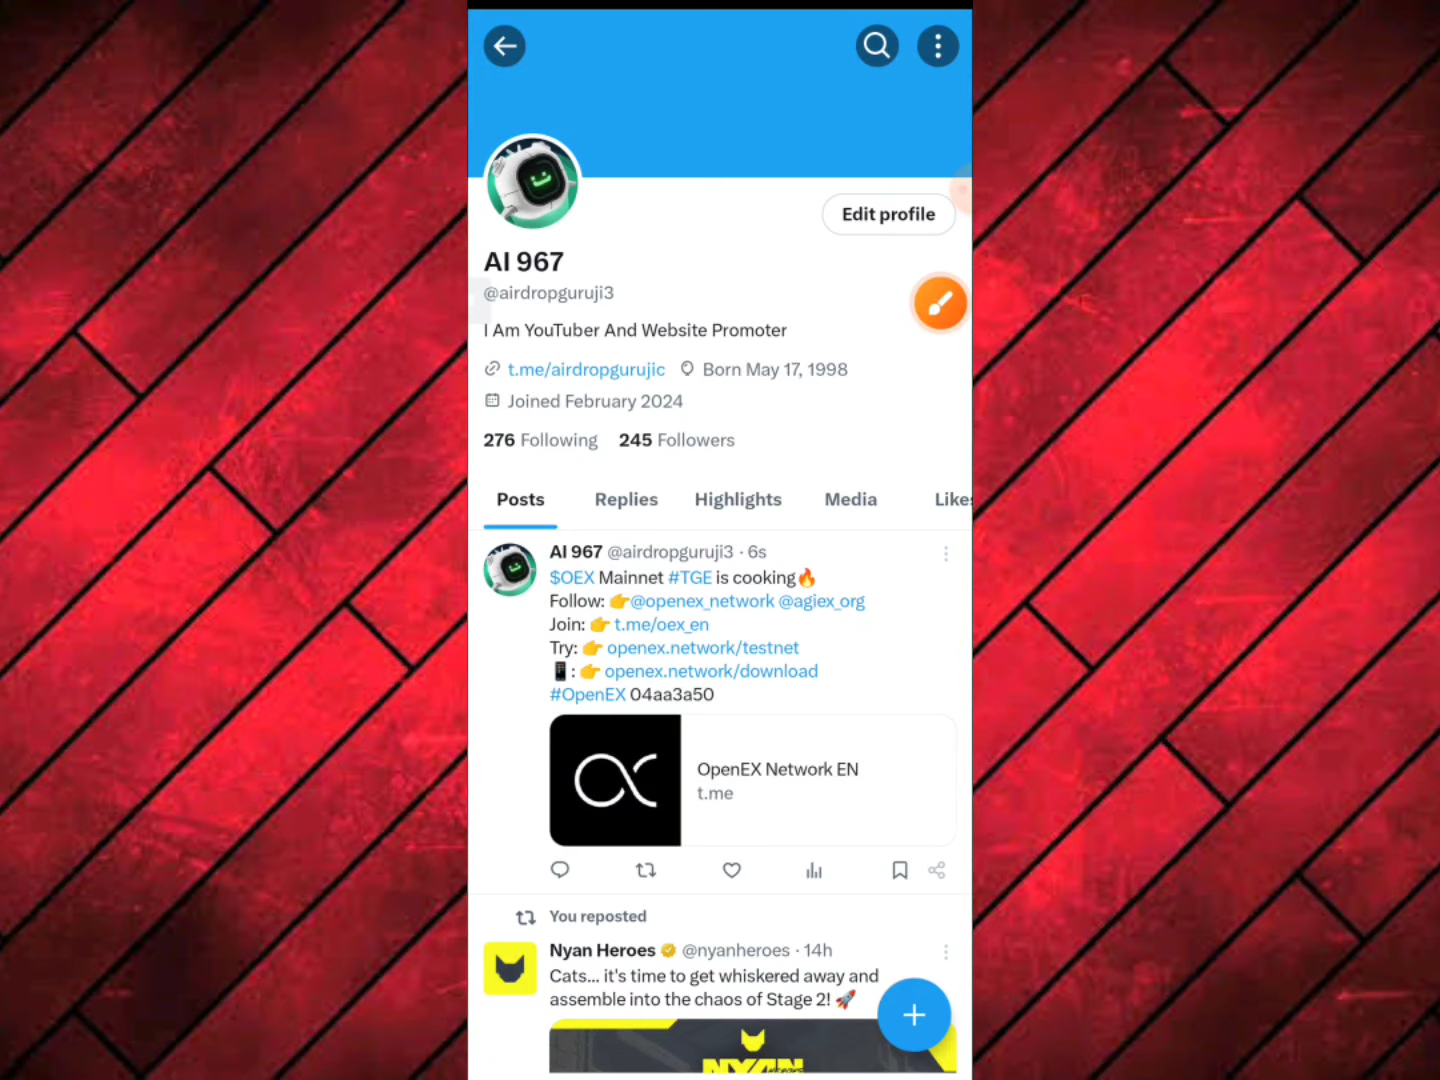 Edit profile
AI 967
@airdropguruji3
I Am YouTuber And Website Promoter
t.me/airdropgurujic Born May 17, 1998
Joined February 2024
276 Following 245 Followers
Posts Replies Highlights Media Likes
AI 967 @airdropguruji3 · 6s
$OEX Mainnet #TGE is cooking🔥
Follow: 👉@openex_network @agiex_org
Join: 👉 t.me/oex_en
Try: 👉 openex.network/testnet
📱: 👉 openex.network/download
#OpenEX 04aa3a50
OpenEX Network EN
t.me
You reposted
Nyan Heroes @nyanheroes · 14h
Cats... it's time to get whiskered away and
assemble into the chaos of Stage 2! 🚀
NYAN